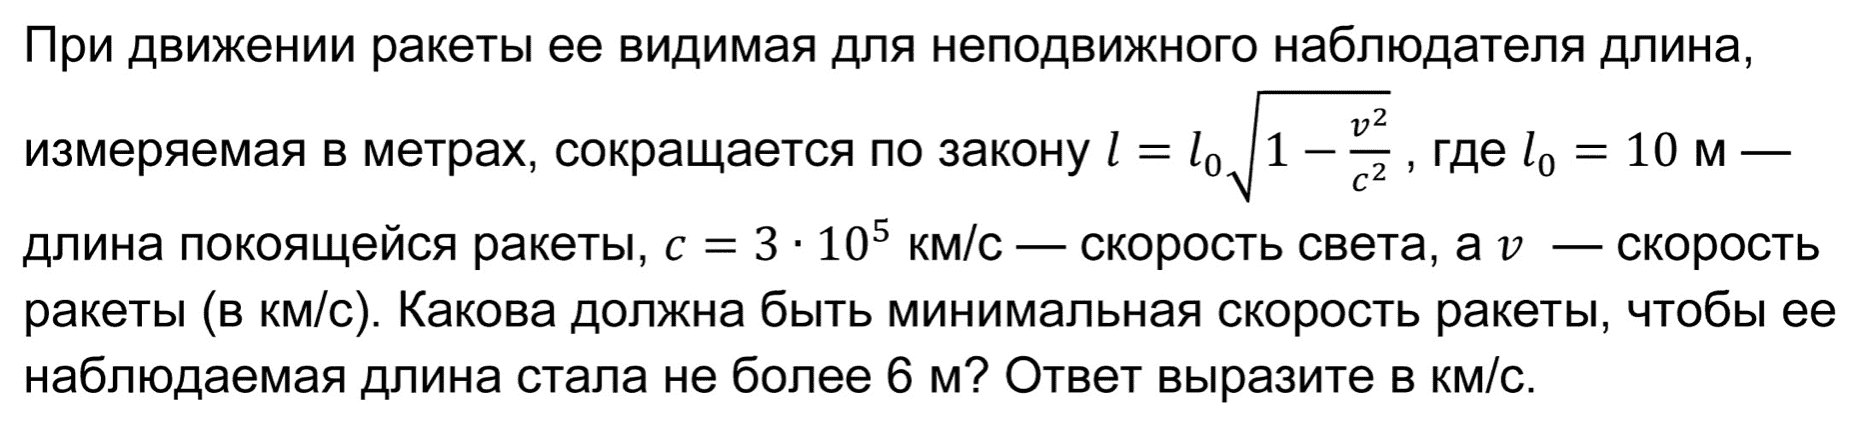 При движении ракеты ее видимая для неподвижного наблюдателя длина,
измеряемая в метрах, сокращается по закону $l = l_0\sqrt{1 - \frac{v^2}{c^2}}$ , где $l_0 = 10$ м —
длина покоящейся ракеты, $c = 3 \cdot 10^5$ км/с — скорость света, а $v$ — скорость
ракеты (в км/с). Какова должна быть минимальная скорость ракеты, чтобы ее
наблюдаемая длина стала не более 6 м? Ответ выразите в км/с.